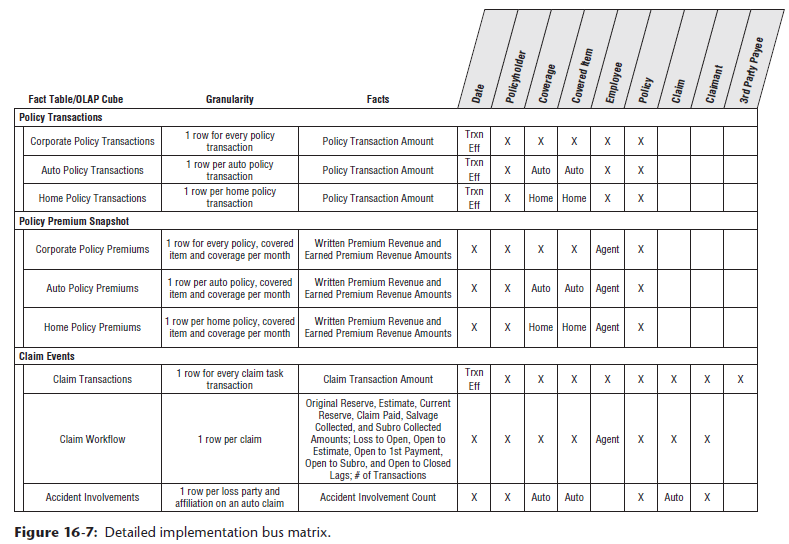 Date
Policyholder
Coverage
Covered Item
Employee
Policy
Claim
Claimant
3rd Party Payee
Fact Table/OLAP Cube Granularity Facts
Policy Transactions
Corporate Policy Transactions
1 row for every policy
transaction
Policy Transaction Amount
Trxn
Eff
X X X X X
Auto Policy Transactions
1 row per auto policy
transaction
Policy Transaction Amount
Trxn
Eff
X Auto Auto X X
Home Policy Transactions
1 row per home policy
transaction
Policy Transaction Amount
Trxn
Eff
X Home Home X X
Policy Premium Snapshot
Corporate Policy Premiums
1 row for every policy, covered
item and coverage per month
Written Premium Revenue and
Earned Premium Revenue Amounts
X X X X Agent X
Auto Policy Premiums
1 row per auto policy, covered
item and coverage per month
Written Premium Revenue and
Earned Premium Revenue Amounts
X X Auto Auto Agent X
Home Policy Premiums
1 row per home policy, covered
item and coverage per month
Written Premium Revenue and
Earned Premium Revenue Amounts
X X Home Home Agent X
Claim Events
Claim Transactions
1 row for every claim task
transaction
Claim Transaction Amount
Trxn
Eff
X X X X X X X X
Claim Workflow
1 row per claim
Original Reserve, Estimate, Current
Reserve, Claim Paid, Salvage
Collected, and Subro Collected
Amounts; Loss to Open, Open to
Estimate, Open to 1st Payment,
Open to Subro, and Open to Closed
Lags; # of Transactions
X X X X Agent X X X
Accident Involvements
1 row per loss party and
affiliation on an auto claim
Accident Involvement Count
X X Auto Auto X Auto X
Figure 16-7: Detailed implementation bus matrix.